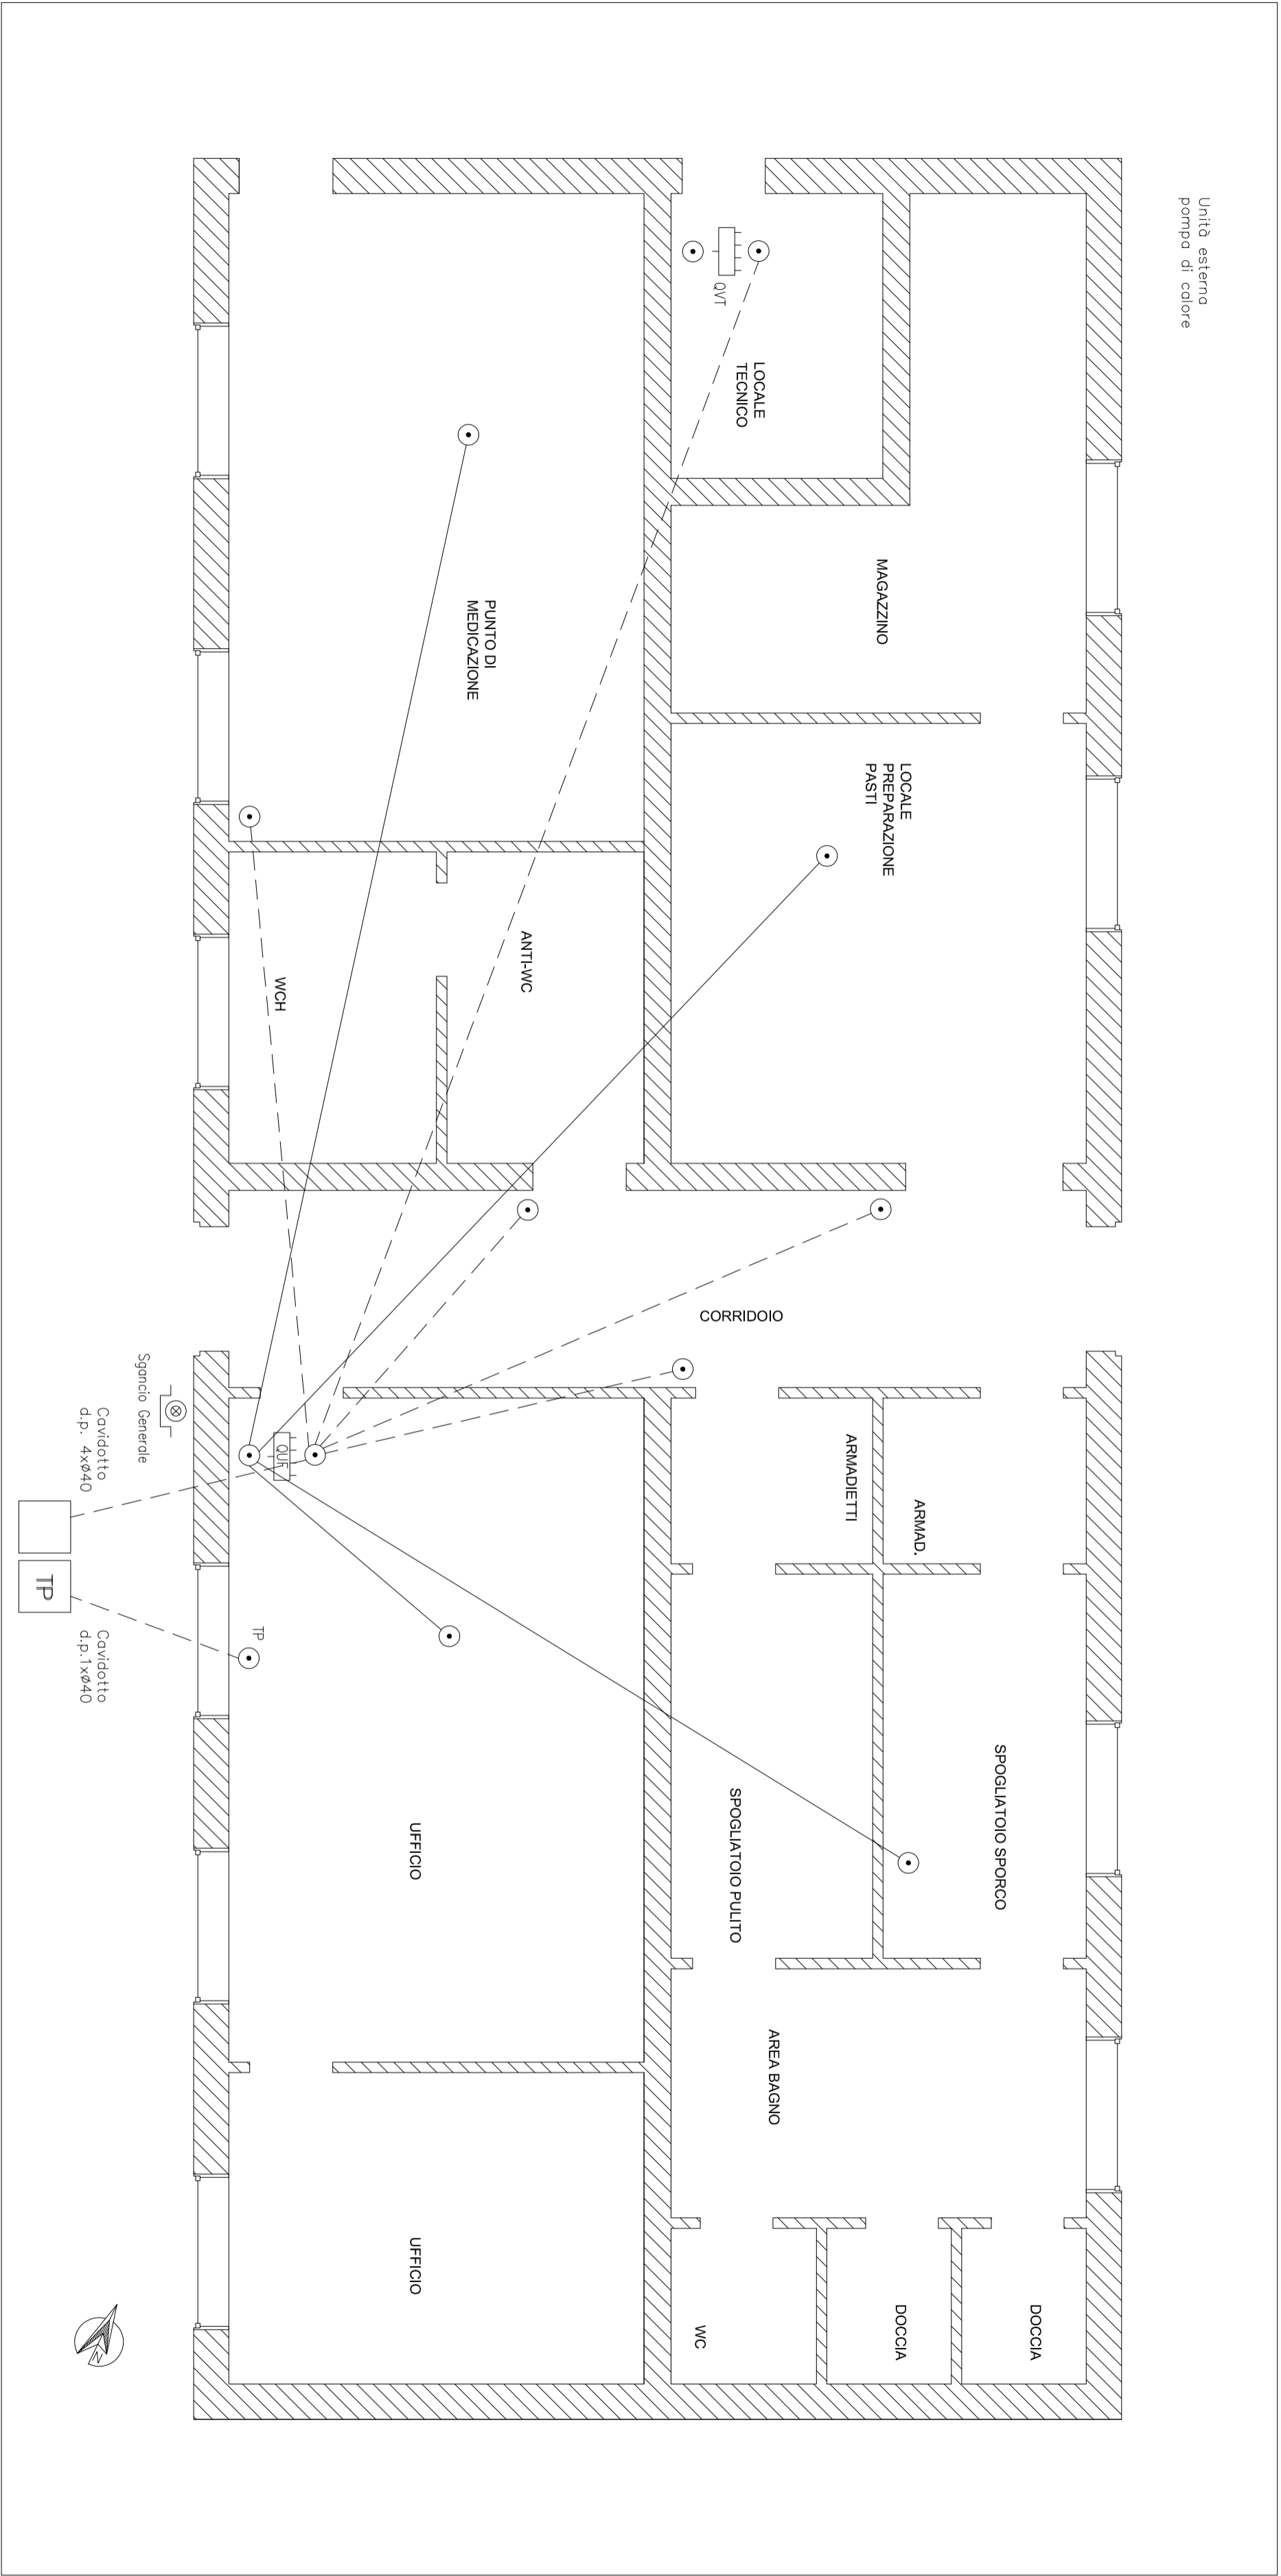 Unità esterna
pompa di calore
QVT
LOCALE
TECNICO
MAGAZZINO
PUNTO DI
MEDICAZIONE
LOCALE
PREPARAZIONE
PASTI
ANTI-WC
WCH
CORRIDOIO
Sgancio Generale
Cavidotto
d.p. 4xø40
QUF
ARMADIETTI
ARMAD.
TP
TP
Cavidotto
d.p.1xø40
SPOGLIATOIO SPORCO
SPOGLIATOIO PULITO
UFFICIO
AREA BAGNO
UFFICIO
WC
DOCCIA
DOCCIA
N